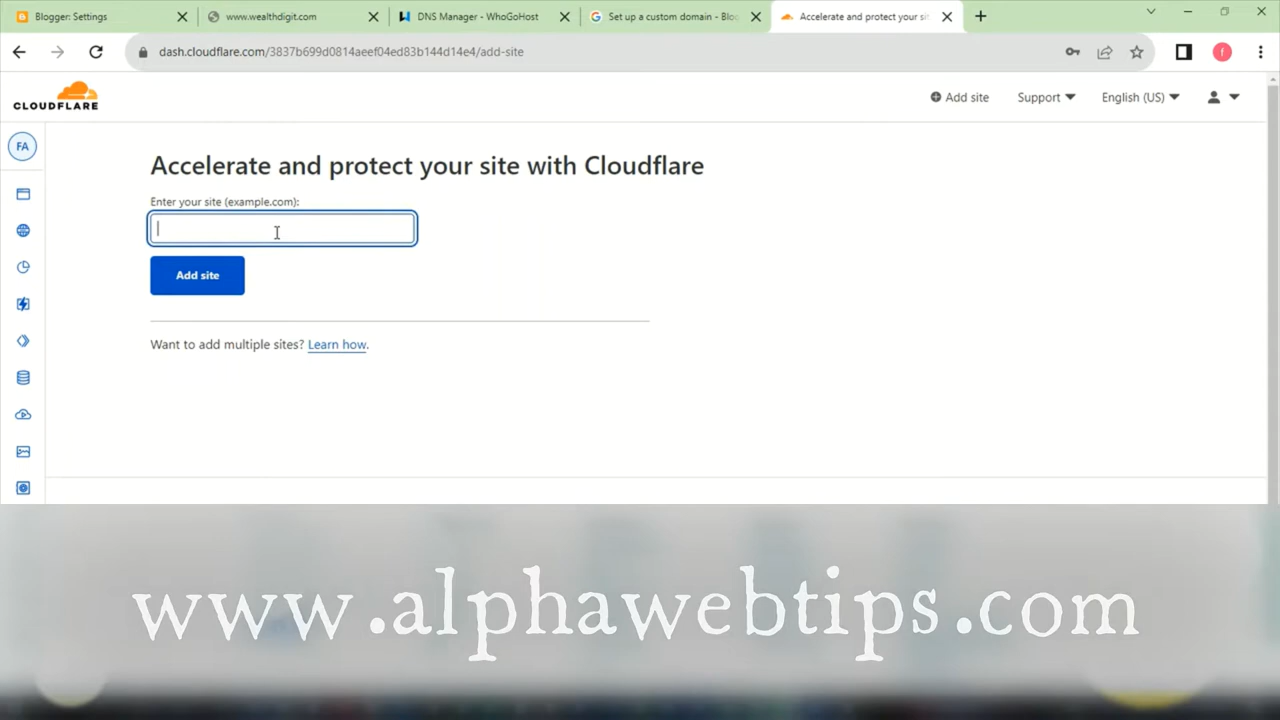 Blogger: Settings
www.wealthdigit.com
DNS Manager - WhoGoHost
Set up a custom domain - Blo
Accelerate and protect your si
dash.cloudflare.com/3837b699d0814aeef04ed83b144d14e4/add-site
f
CLOUDFLARE
Add site
Support
English (US)
FA
Accelerate and protect your site with Cloudflare
Enter your site (example.com):
Add site
Want to add multiple sites? Learn how.
www.alphawebtips.com